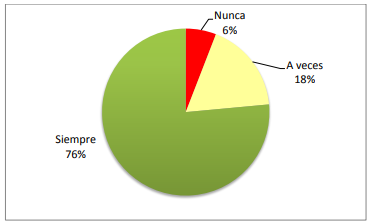 Nunca
6%
A veces
18%
Siempre
76%